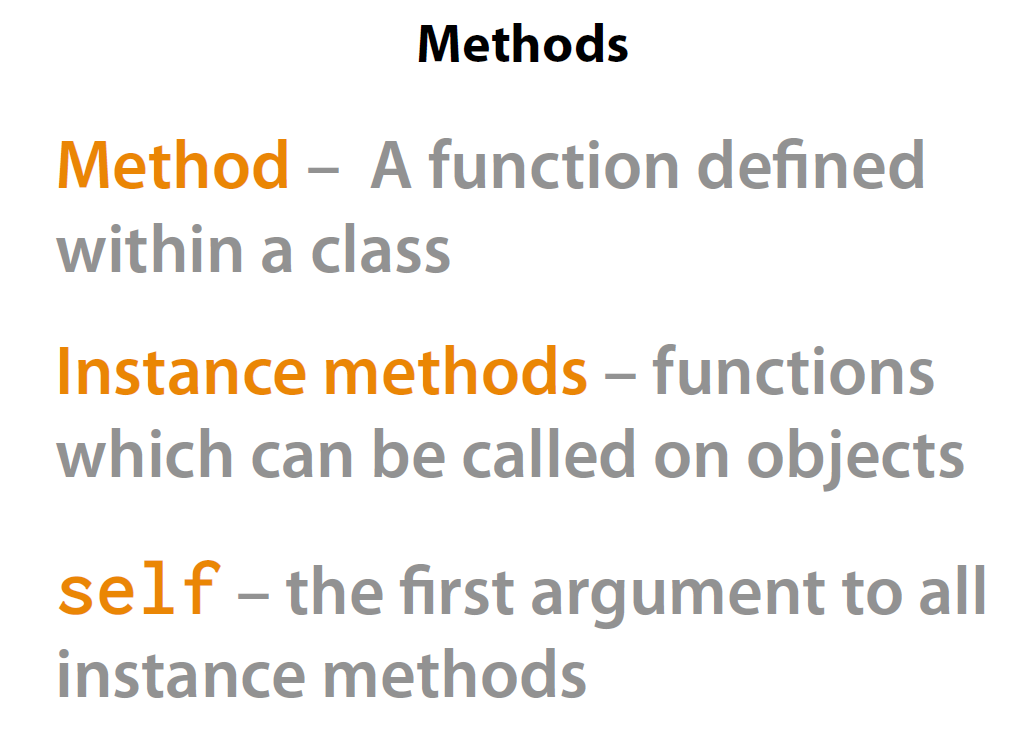 Methods
Method – A function defined
within a class
Instance methods – functions
which can be called on objects
self – the first argument to all
instance methods